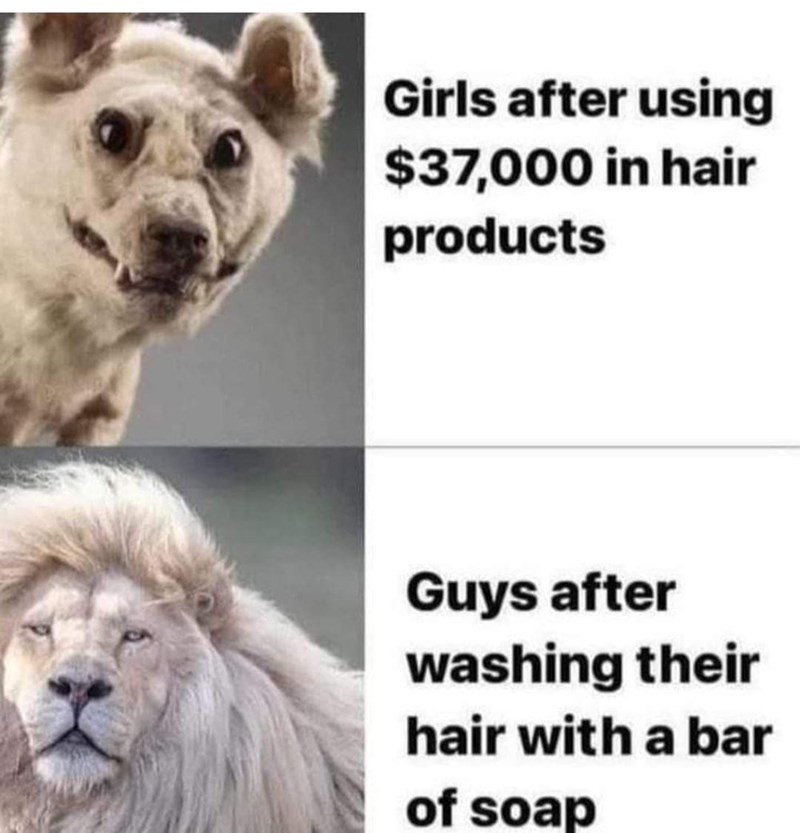 Girls after using
$37,000 in hair
products
Guys after
washing their
hair with a bar
of soap